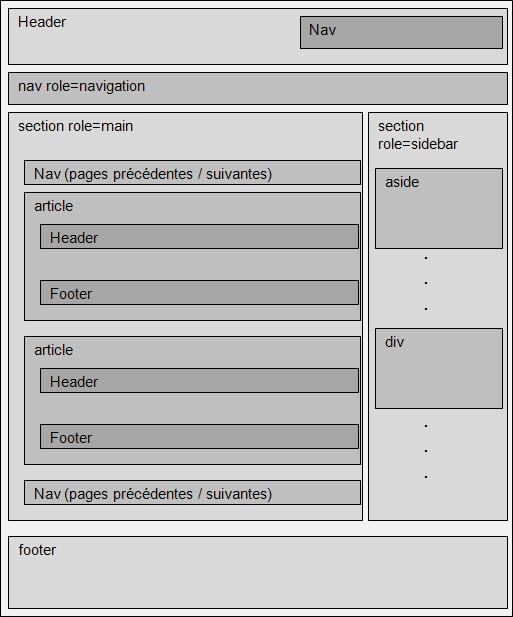 Header
Nav
nav role=navigation
section role=main
Nav (pages précédentes / suivantes)
article
Header
Footer
article
Header
Footer
Nav (pages précédentes / suivantes)
section
role=sidebar
aside
.
.
.
div
.
.
.
footer